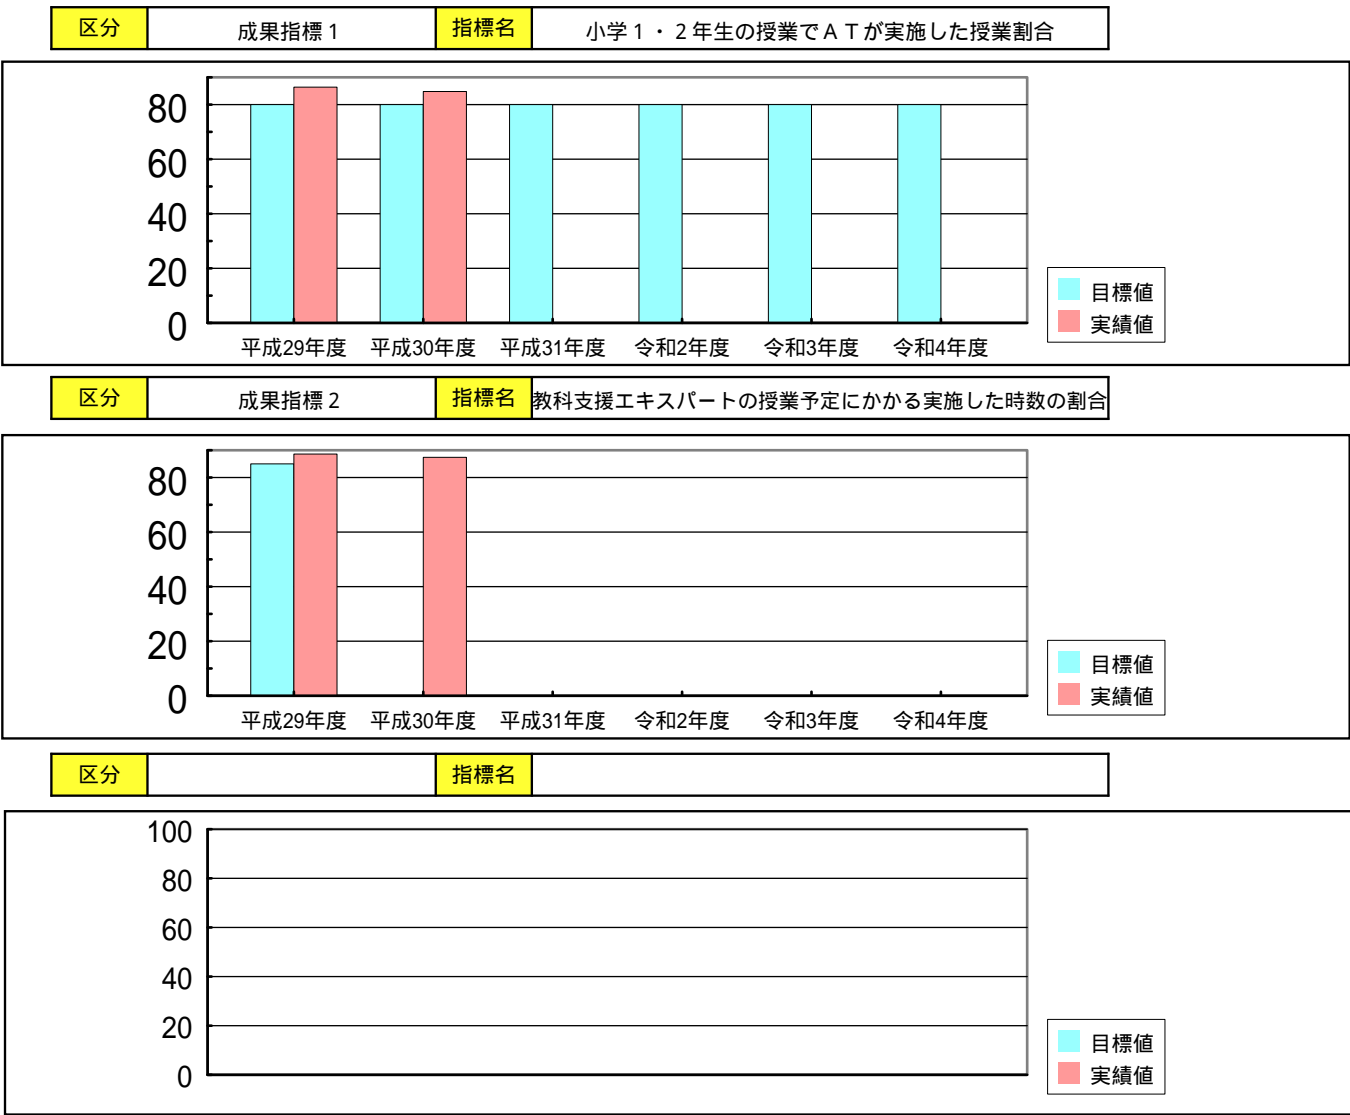 区分 成果指標１ 指標名 小学１・２年生の授業でＡＴが実施した授業割合
80
60
40
20
0
平成29年度 平成30年度 平成31年度 令和2年度 令和3年度 令和4年度
目標値
実績値
区分 成果指標２ 指標名 教科支援エキスパートの授業予定にかかる実施した時数の割合
80
60
40
20
0
平成29年度 平成30年度 平成31年度 令和2年度 令和3年度 令和4年度
目標値
実績値
区分 指標名
100
80
60
40
20
0
目標値
実績値